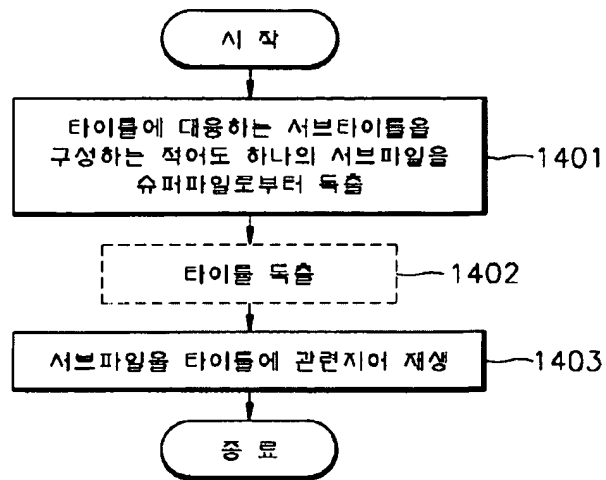 시 작
타이틀에 대응하는 서브타이틀을
구성하는 적어도 하나의 서브파일을
슈퍼파일로부터 독출
1401
타이틀 독출
1402
서브파일을 타이틀에 관련지어 재생
1403
종 료